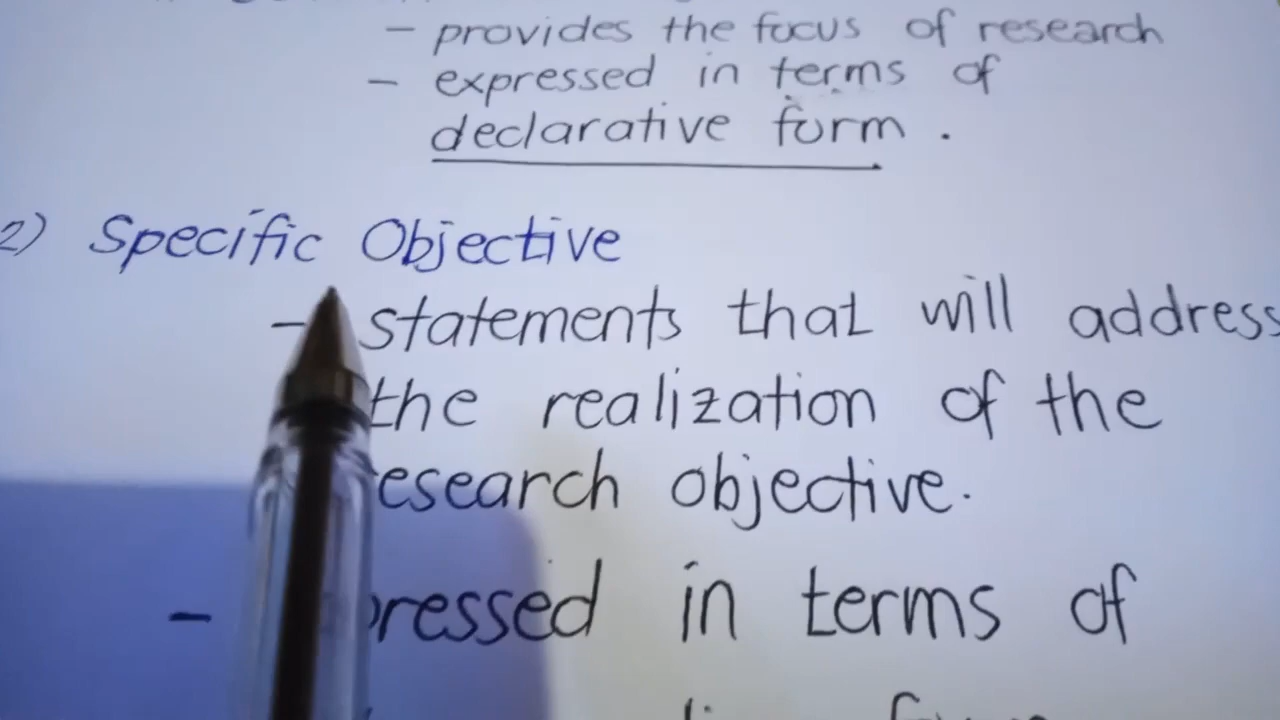 - provides the focus of research
- expressed in terms of
declarative form.
2) Specific Objective
- statements that will address
the realization of the
esearch objective.
- pressed in terms of